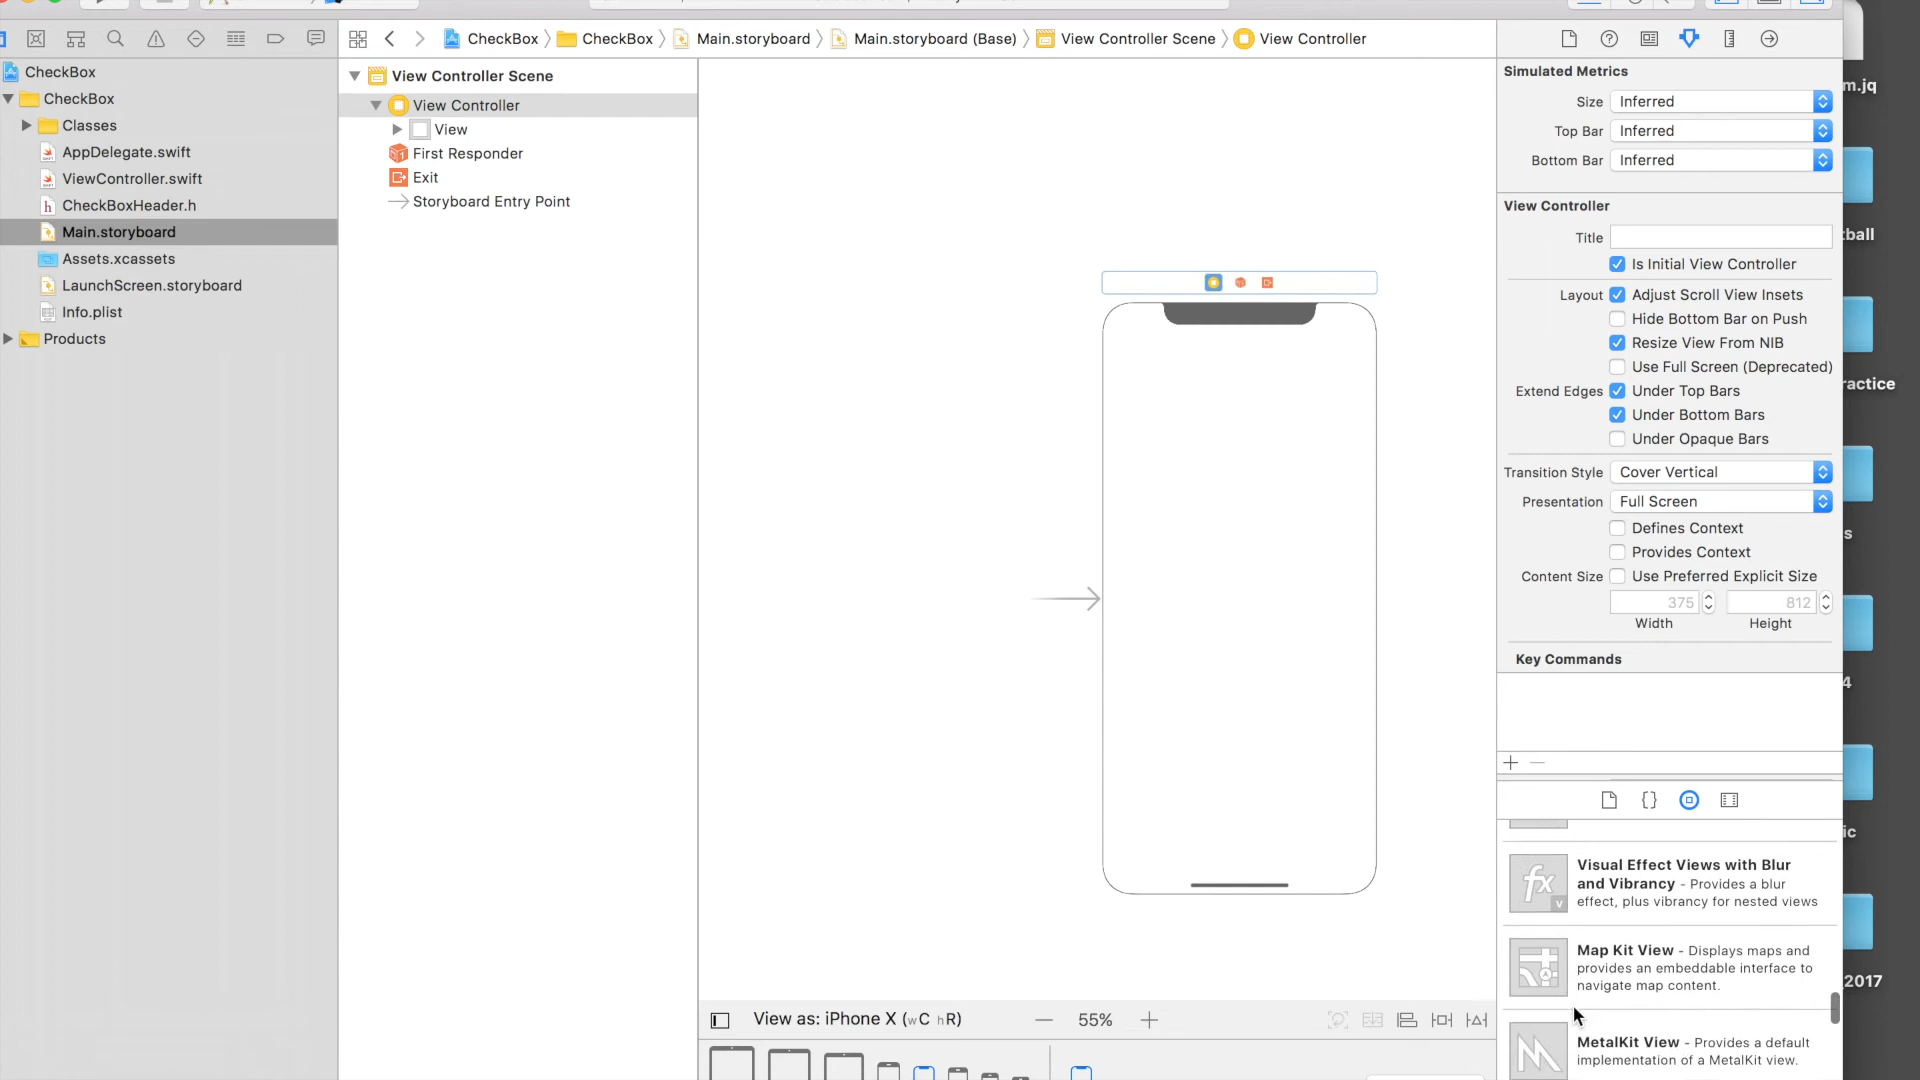 CheckBox
CheckBox
Main.storyboard
Main.storyboard (Base)
View Controller Scene
View Controller
CheckBox
CheckBox
Classes
AppDelegate.swift
ViewController.swift
CheckBoxHeader.h
Main.storyboard
Assets.xcassets
LaunchScreen.storyboard
Info.plist
Products
View Controller Scene
View Controller
View
First Responder
Exit
Storyboard Entry Point
View as: iPhone X (wC hR)
55%
Simulated Metrics
Size Inferred
Top Bar Inferred
Bottom Bar Inferred
View Controller
Title
Is Initial View Controller
Layout Adjust Scroll View Insets
Hide Bottom Bar on Push
Resize View From NIB
Use Full Screen (Deprecated)
Extend Edges Under Top Bars
Under Bottom Bars
Under Opaque Bars
Transition Style Cover Vertical
Presentation Full Screen
Defines Context
Provides Context
Content Size Use Preferred Explicit Size
375 812
Width Height
Key Commands
Visual Effect Views with Blur
and Vibrancy - Provides a blur
effect, plus vibrancy for nested views
Map Kit View - Displays maps and
provides an embeddable interface to
navigate map content.
MetalKit View - Provides a default
implementation of a MetalKit view.
m.jq
ball
ractice
s
4
ic
2017